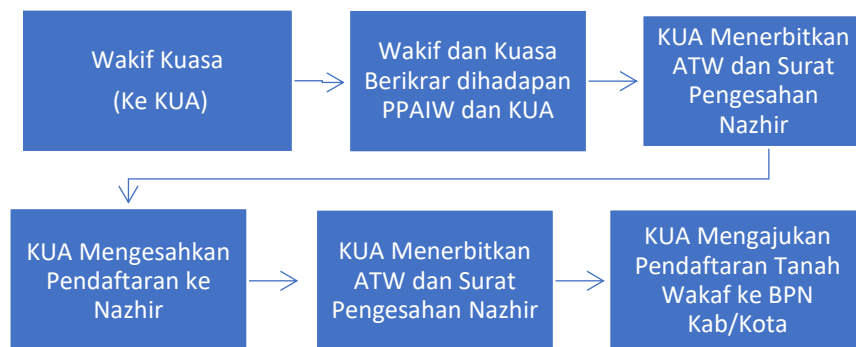 Wakif Kuasa
(Ke KUA)
Wakif dan Kuasa
Berikrar dihadapan
PPAIW dan KUA
KUA Menerbitkan
ATW dan Surat
Pengesahan
Nazhir
KUA Mengesahkan
Pendaftaran ke
Nazhir
KUA Menerbitkan
ATW dan Surat
Pengesahan Nazhir
KUA Mengajukan
Pendaftaran Tanah
Wakaf ke BPN
Kab/Kota